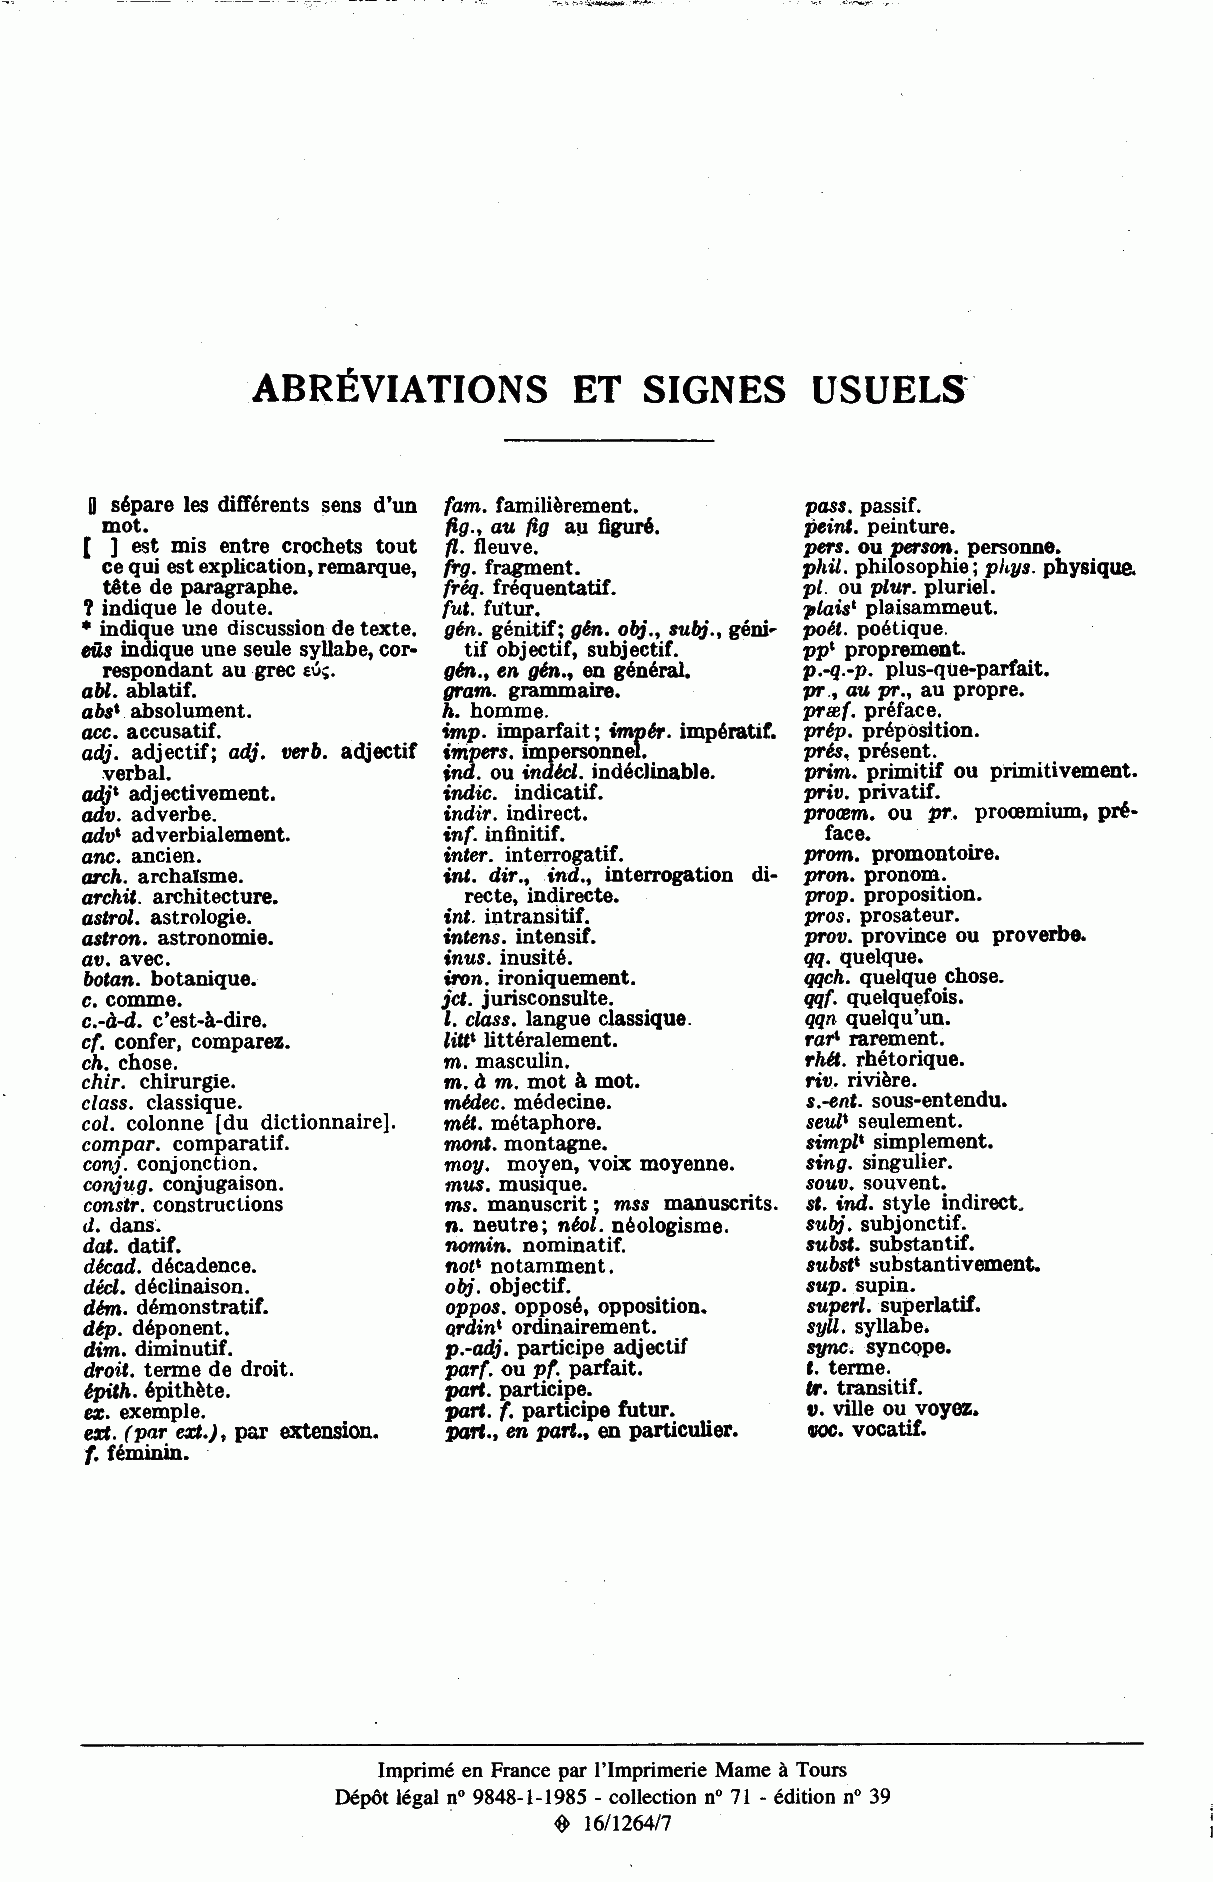 ABRÉVIATIONS ET SIGNES USUELS
▯ sépare les différents sens d'un
mot.
[ ] est mis entre crochets tout
ce qui est explication, remarque,
tête de paragraphe.
? indique le doute.
* indique une discussion de texte.
eūs indique une seule syllabe, cor-
respondant au grec εύς.
abl. ablatif.
absᵗ absolument.
acc. accusatif.
adj. adjectif; adj. verb. adjectif
verbal.
adjᵗ adjectivement.
adv. adverbe.
advᵗ adverbialement.
anc. ancien.
arch. archaïsme.
archit. architecture.
astrol. astrologie.
astron. astronomie.
av. avec.
botan. botanique.
c. comme.
c.-à-d. c'est-à-dire.
cf. confer, comparez.
ch. chose.
chir. chirurgie.
class. classique.
col. colonne [du dictionnaire].
compar. comparatif.
conj. conjonction.
conjug. conjugaison.
constr. constructions
d. dans.
dat. datif.
décad. décadence.
décl. déclinaison.
dém. démonstratif.
dép. déponent.
dim. diminutif.
droit. terme de droit.
épith. épithète.
ex. exemple.
ext. (par ext.), par extension.
f. féminin.
fam. familièrement.
fig., au fig au figuré.
fl. fleuve.
frg. fragment.
fréq. fréquentatif.
fut. futur.
gén. génitif; gén. obj., subj., géni-
tif objectif, subjectif.
gén., en gén., en général.
gram. grammaire.
h. homme.
imp. imparfait; impér. impératif.
impers. impersonnel.
ind. ou indécl. indéclinable.
indic. indicatif.
indir. indirect.
inf. infinitif.
inter. interrogatif.
int. dir., ind., interrogation di-
recte, indirecte.
int. intransitif.
intens. intensif.
inus. inusité.
iron. ironiquement.
jct. jurisconsulte.
l. class. langue classique.
littᵗ littéralement.
m. masculin.
m. à m. mot à mot.
médec. médecine.
mét. métaphore.
mont. montagne.
moy. moyen, voix moyenne.
mus. musique.
ms. manuscrit; mss manuscrits.
n. neutre; néol. néologisme.
nomin. nominatif.
notᵗ notamment.
obj. objectif.
oppos. opposé, opposition.
ordinᵗ ordinairement.
p.-adj. participe adjectif
parf. ou pf. parfait.
part. participe.
part. f. participe futur.
part., en part., en particulier.
pass. passif.
peint. peinture.
pers. ou person. personne.
phil. philosophie; phys. physique.
pl. ou plur. pluriel.
plaisᵗ plaisammeut.
poét. poétique.
ppᵗ proprement.
p.-q.-p. plus-que-parfait.
pr., au pr., au propre.
præf. préface.
prép. préposition.
prés. présent.
prim. primitif ou primitivement.
priv. privatif.
proœm. ou pr. proœmium, pré-
face.
prom. promontoire.
pron. pronom.
prop. proposition.
pros. prosateur.
prov. province ou proverbe.
qq. quelque.
qqch. quelque chose.
qqf. quelquefois.
qqn quelqu'un.
rarᵗ rarement.
rhét. rhétorique.
riv. rivière.
s.-ent. sous-entendu.
seulᵗ seulement.
simplᵗ simplement.
sing. singulier.
souv. souvent.
st. ind. style indirect.
subj. subjonctif.
subst. substantif.
substᵗ substantivement.
sup. supin.
superl. superlatif.
syll. syllabe.
sync. syncope.
t. terme.
tr. transitif.
v. ville ou voyez.
voc. vocatif.
Imprimé en France par l'Imprimerie Mame à Tours
Dépôt légal nº 9848-1-1985 - collection nº 71 - édition nº 39
16/1264/7